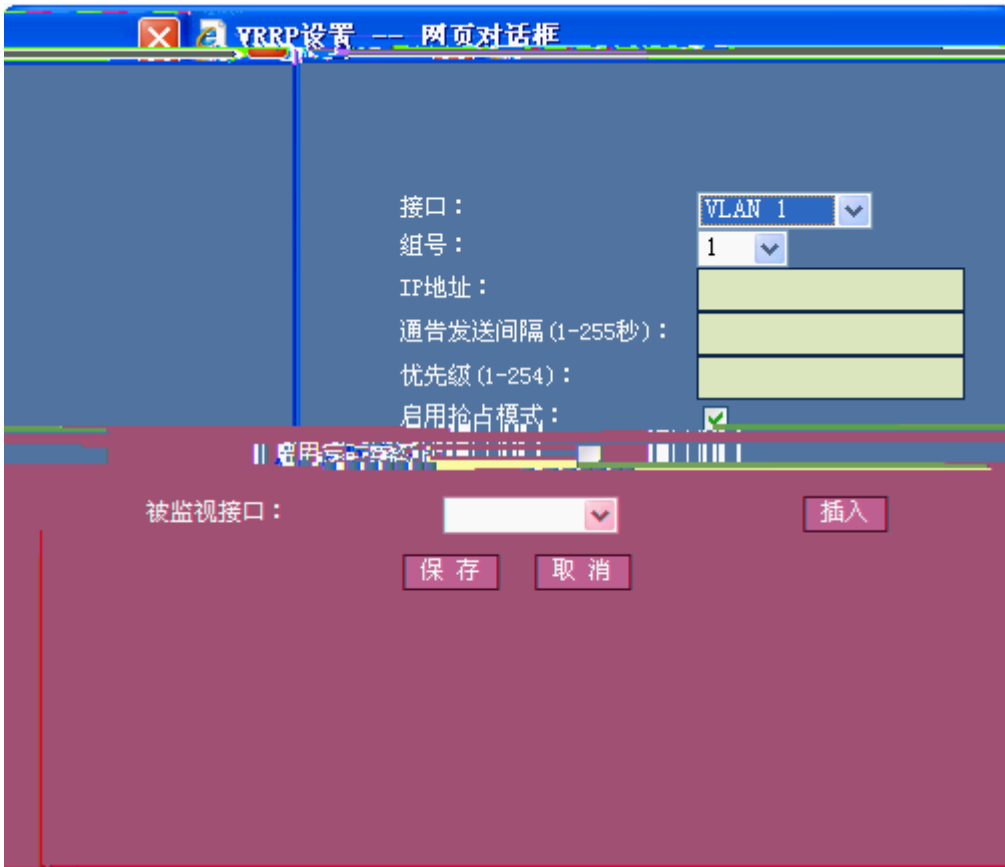 VRRP设置 -- 网页对话框
接口： VLAN 1
组号： 1
IP地址：
通告发送间隔(1-255秒)：
优先级(1-254)：
启用抢占模式：
启用
被监视接口： 插入
保 存 取 消